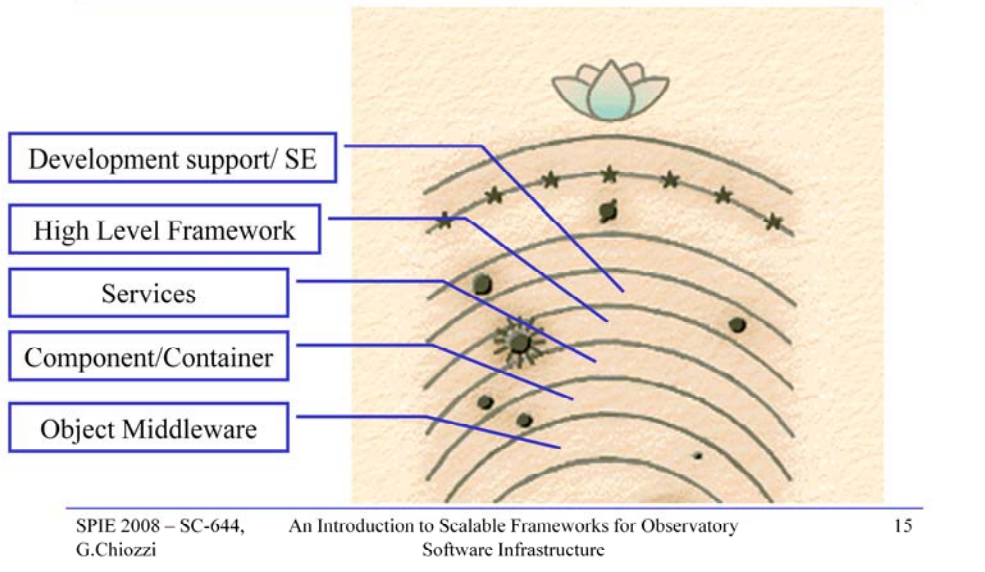 Development support/ SE
High Level Framework
Services
Component/Container
Object Middleware
SPIE 2008 – SC-644,
G.Chiozzi
An Introduction to Scalable Frameworks for Observatory
Software Infrastructure
15